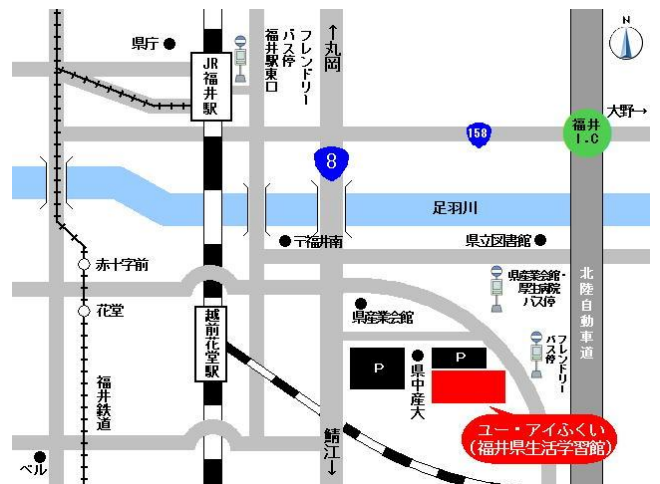 県庁
JR福井駅
フレンドリー
バス停
福井駅東口
↑丸岡
N
大野→
福井
I.C
158
8
足羽川
〒福井南
県立図書館
赤十字前
花堂
県産業会館・
厚生病院
バス停
北陸自動車道
県産業会館
越前花堂駅
フレンドリー
バス停
P
県中産大
P
福井鉄道
ユー・アイふくい
(福井県生活学習館)
鯖江↓
ベル